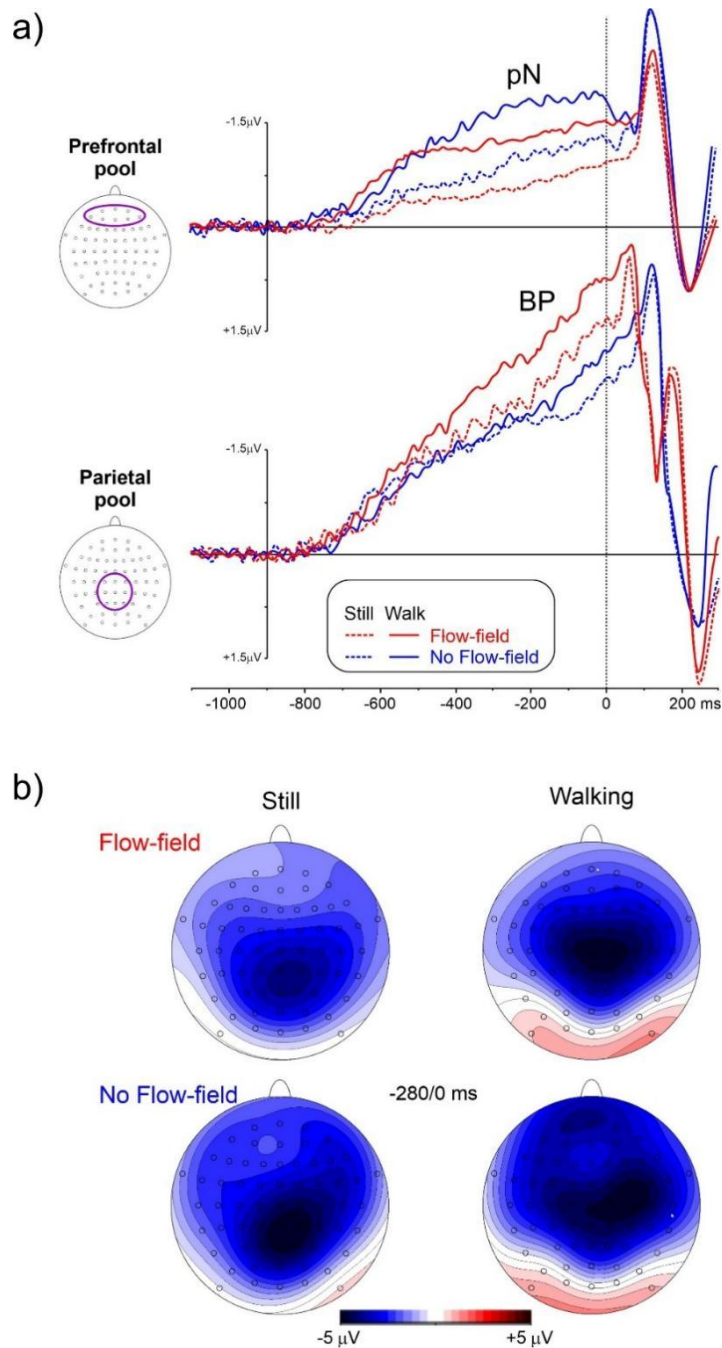 a)
pN
-1.5µV
Prefrontal
pool
+1.5µV
BP
-1.5µV
Parietal
pool
Still Walk
Flow-field
No Flow-field
+1.5µV
-1000 -800 -600 -400 -200 0 200 ms
b)
Still Walking
Flow-field
No Flow-field -280/0 ms
-5 µV +5 µV